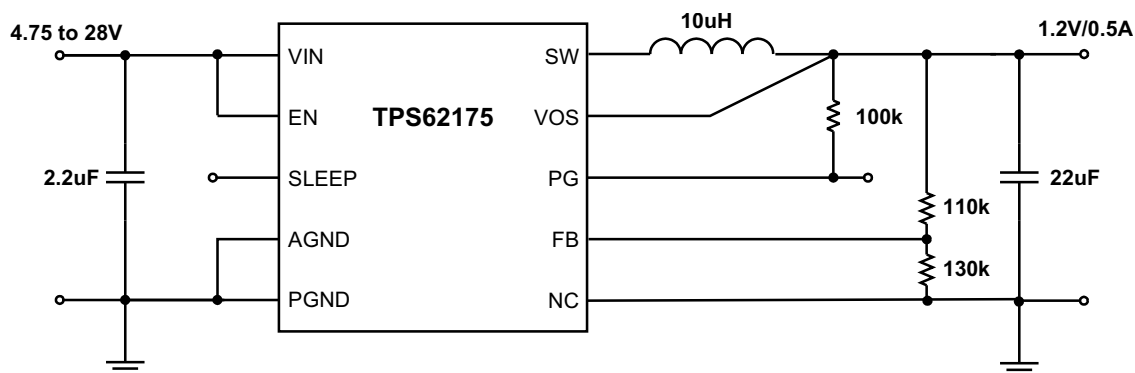 10uH
4.75 to 28V
1.2V/0.5A
VIN
SW
EN
TPS62175
VOS
100k
2.2uF
SLEEP
PG
22uF
110k
AGND
FB
130k
PGND
NC